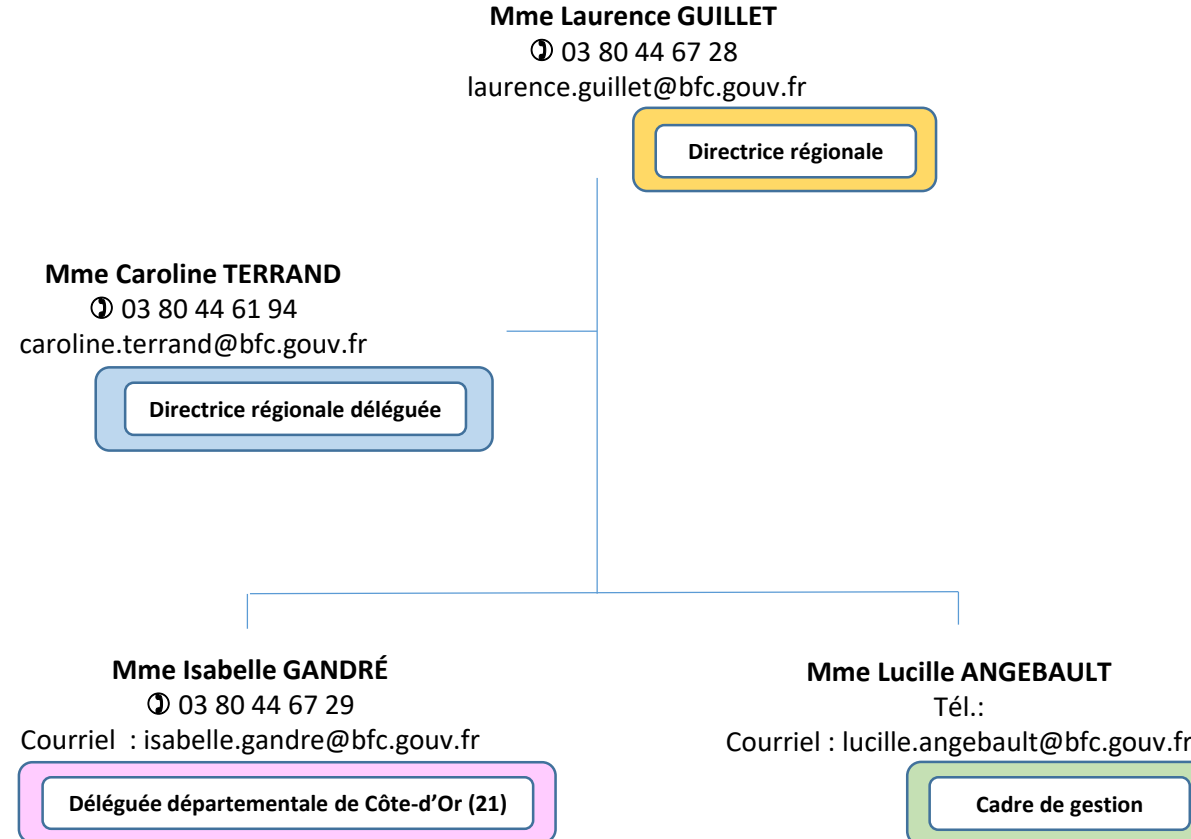 Mme Laurence GUILLET
✆ 03 80 44 67 28
laurence.guillet@bfc.gouv.fr
Directrice régionale
Mme Caroline TERRAND
✆ 03 80 44 61 94
caroline.terrand@bfc.gouv.fr
Directrice régionale déléguée
Mme Isabelle GANDRÉ
✆ 03 80 44 67 29
Courriel : isabelle.gandre@bfc.gouv.fr
Déléguée départementale de Côte-d’Or (21)
Mme Lucille ANGEBAULT
Tél.:
Courriel : lucille.angebault@bfc.gouv.fr
Cadre de gestion